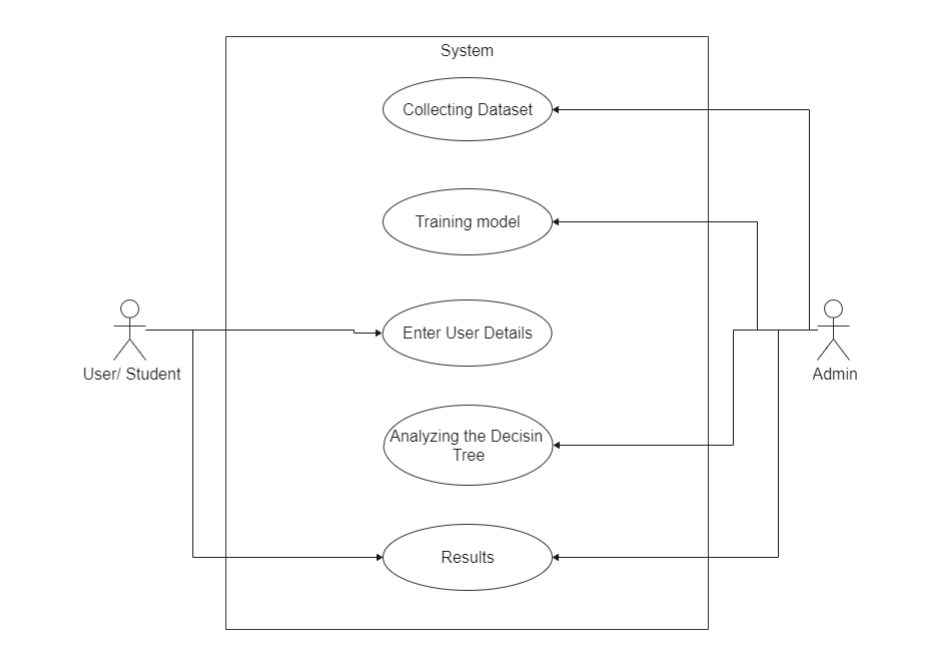 System
Collecting Dataset
Training model
Enter User Details
User/ Student
Admin
Analyzing the Decisin
Tree
Results